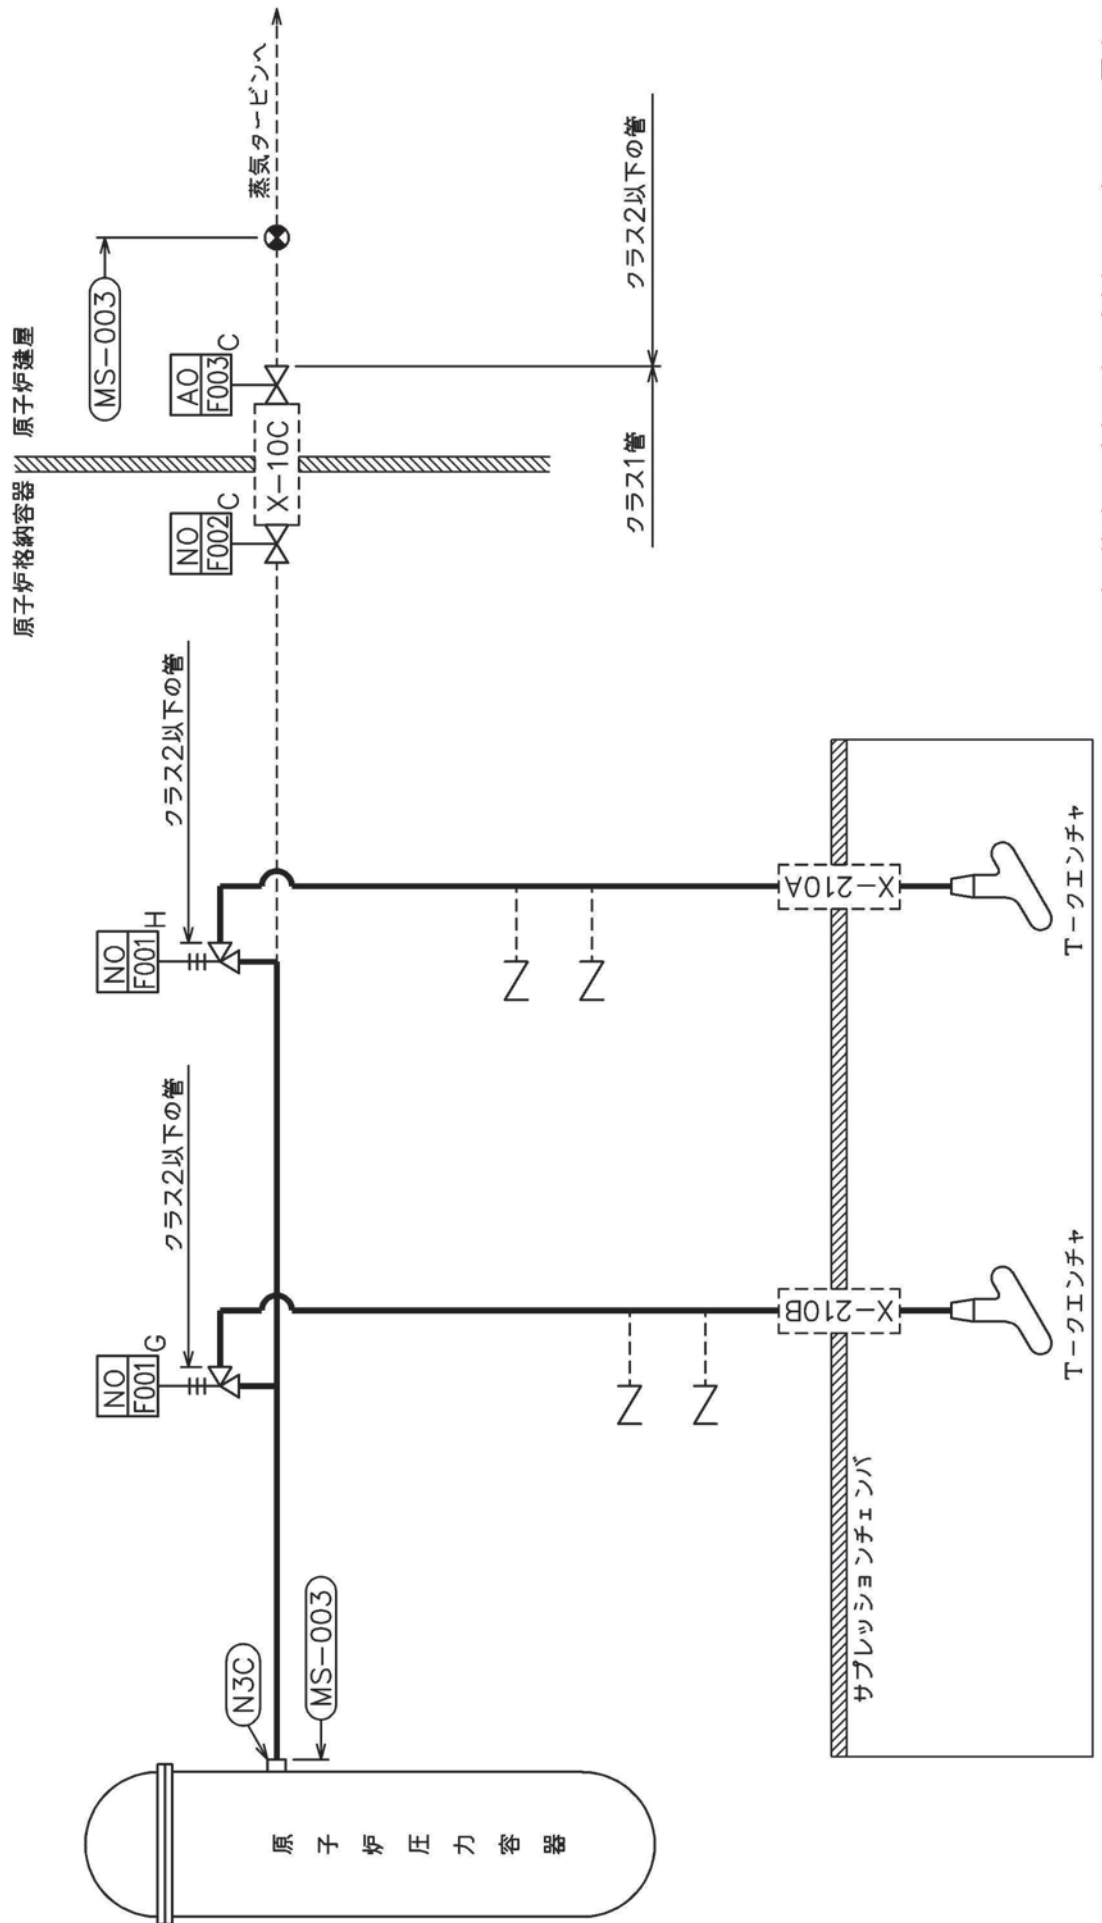 原子炉格納容器
原子炉建屋
MS-003
NO
F002
C
AO
F003
C
X-10C
蒸気タービンへ
クラス1管
クラス2以下の管
NO
F001
G
クラス2以下の管
NO
F001
H
クラス2以下の管
N3C
MS-003
原子炉圧力容器
X-210B
X-210A
サプレッションチェンバ
T-クエンチャ
T-クエンチャ